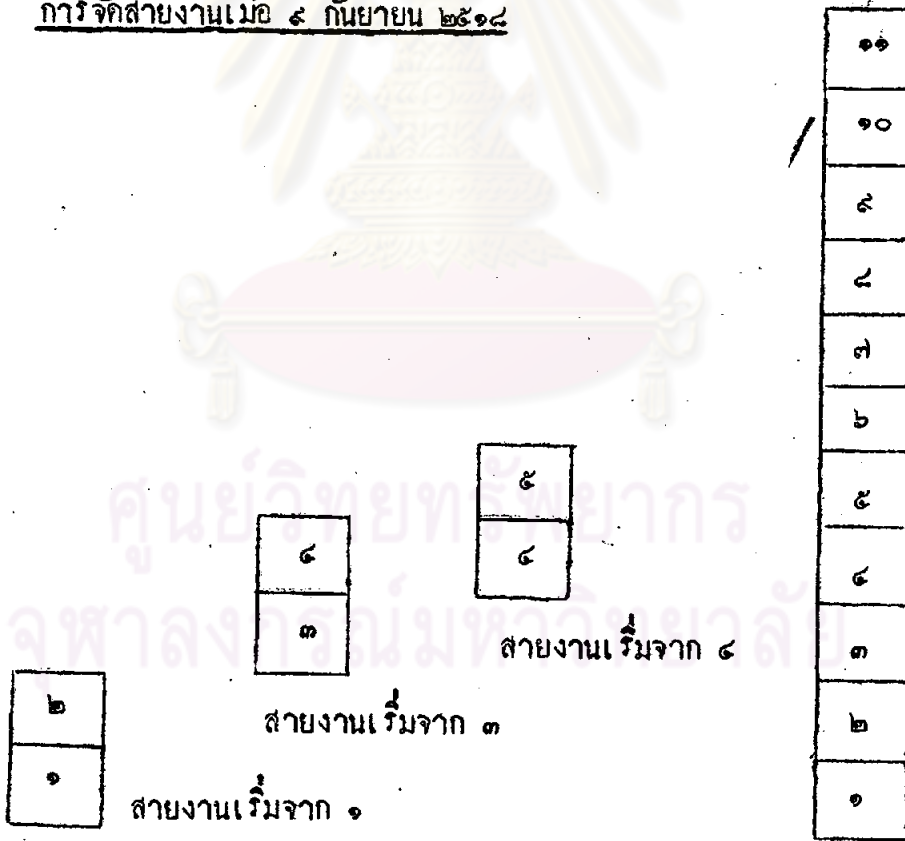 การจัดสายงานเมื่อ ๙ กันยายน ๒๕๑๘
๑๑
๑๐
๙
๘
๗
๖
๕
๔
๓
๒
๑
๕
๔
สายงานเริ่มจาก ๔
๔
๓
สายงานเริ่มจาก ๓
๒
๑
สายงานเริ่มจาก ๑
ศูนย์วิทยทรัพยากร
จุฬาลงกรณ์มหาวิทยาลัย